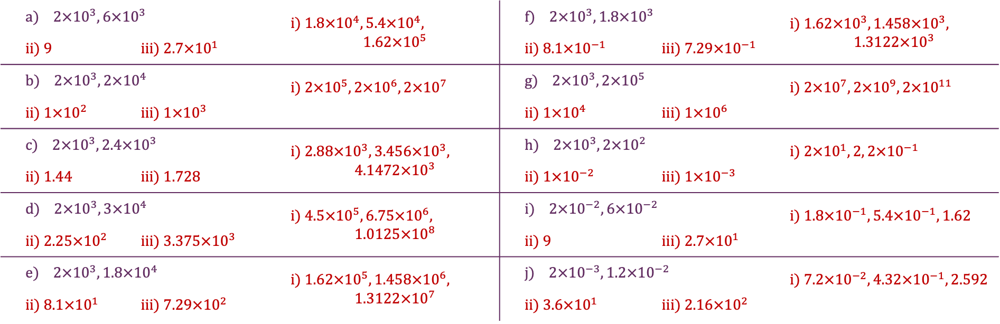 a) 2×10³, 6×10³
i) 1.8×10⁴, 5.4×10⁴,
1.62×10⁵
ii) 9 iii) 2.7×10¹
b) 2×10³, 2×10⁴
i) 2×10⁵, 2×10⁶, 2×10⁷
ii) 1×10² iii) 1×10³
c) 2×10³, 2.4×10³
i) 2.88×10³, 3.456×10³,
4.1472×10³
ii) 1.44 iii) 1.728
d) 2×10³, 3×10⁴
i) 4.5×10⁵, 6.75×10⁶,
1.0125×10⁸
ii) 2.25×10² iii) 3.375×10³
e) 2×10³, 1.8×10⁴
i) 1.62×10⁵, 1.458×10⁶,
1.3122×10⁷
ii) 8.1×10¹ iii) 7.29×10²
f) 2×10³, 1.8×10³
i) 1.62×10³, 1.458×10³,
1.3122×10³
ii) 8.1×10⁻¹ iii) 7.29×10⁻¹
g) 2×10³, 2×10⁵
i) 2×10⁷, 2×10⁹, 2×10¹¹
ii) 1×10⁴ iii) 1×10⁶
h) 2×10³, 2×10²
i) 2×10¹, 2, 2×10⁻¹
ii) 1×10⁻² iii) 1×10⁻³
i) 2×10⁻², 6×10⁻²
i) 1.8×10⁻¹, 5.4×10⁻¹, 1.62
ii) 9 iii) 2.7×10¹
j) 2×10⁻³, 1.2×10⁻²
i) 7.2×10⁻², 4.32×10⁻¹, 2.592
ii) 3.6×10¹ iii) 2.16×10²